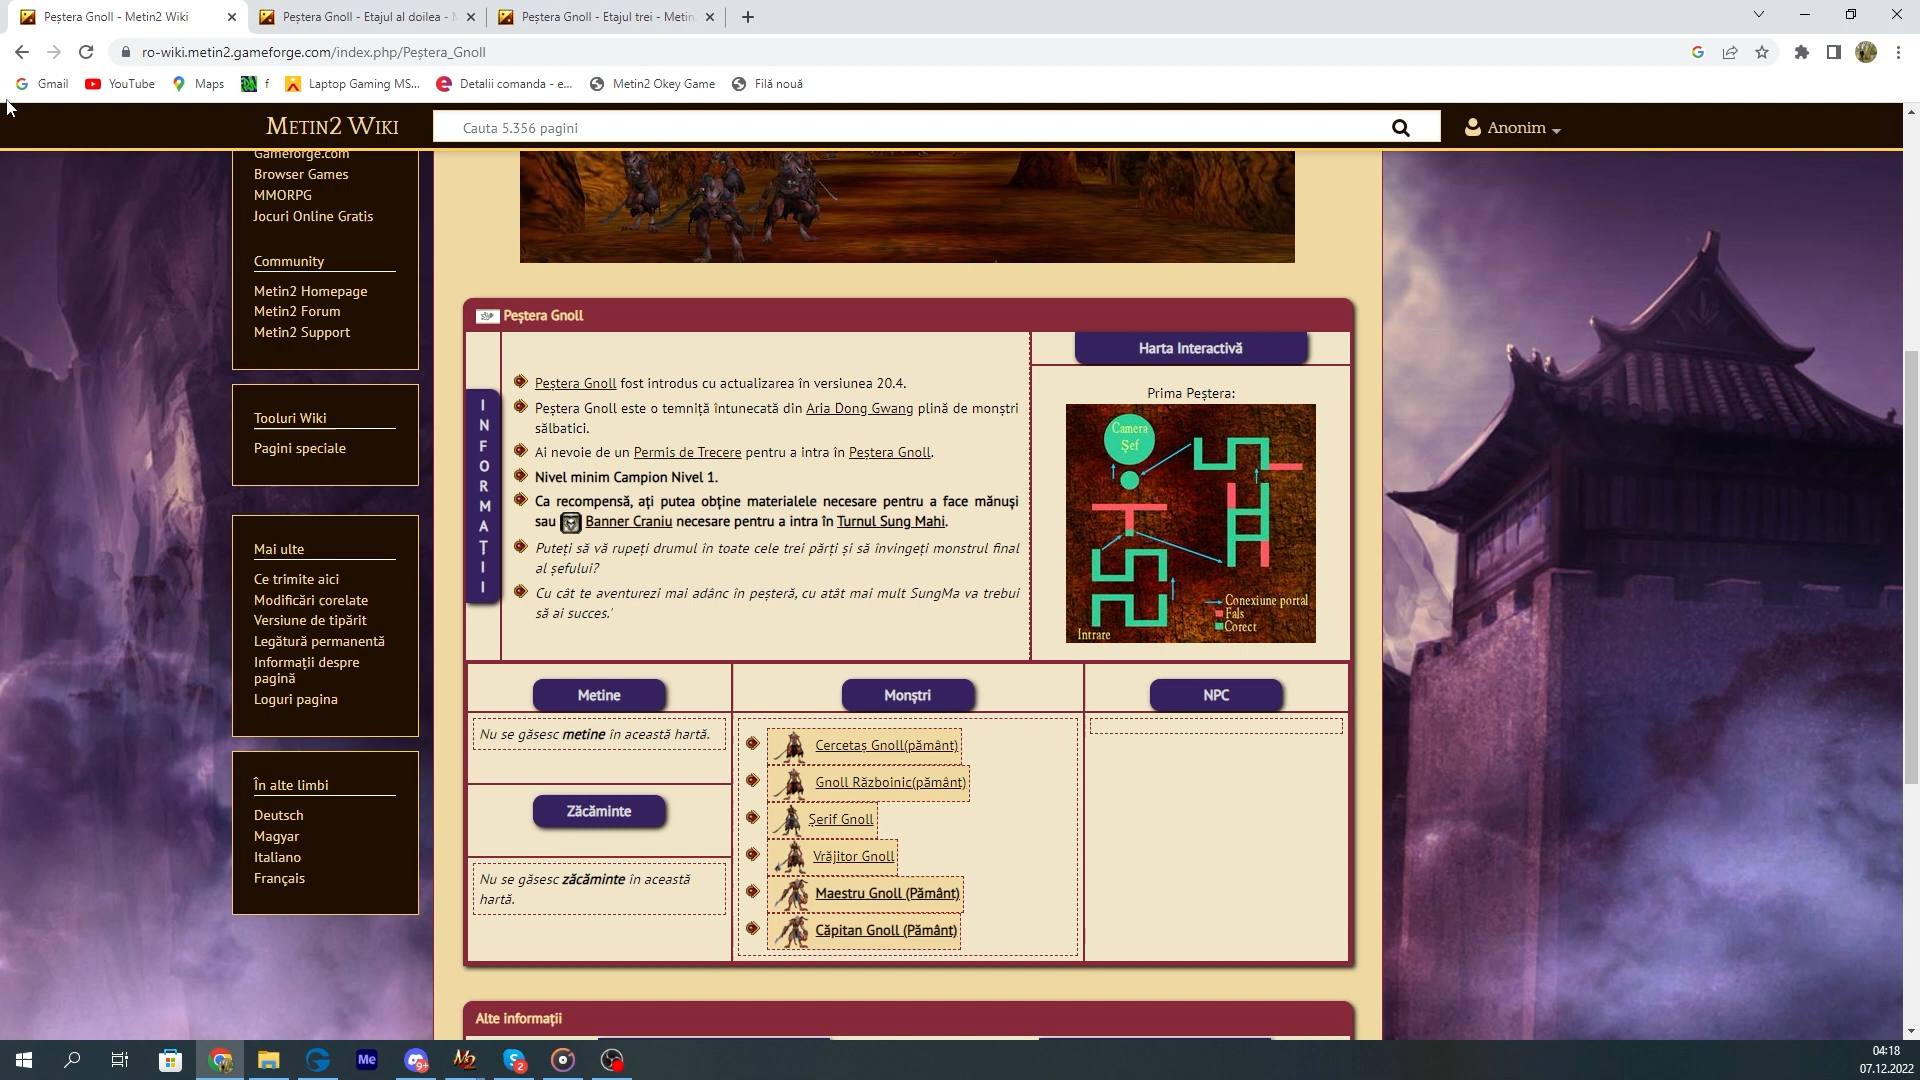 Peștera Gnoll - Metin2 Wiki
Peștera Gnoll - Etajul al doilea -
Peștera Gnoll - Etajul trei - Metin
ro-wiki.metin2.gameforge.com/index.php/Peștera_Gnoll
Gmail
YouTube
Maps
f
Laptop Gaming MS...
Detalii comanda - e...
Metin2 Okey Game
Filă nouă
Metin2 Wiki
Cauta 5.356 pagini
Anonim
Gameforge.com
Browser Games
MMORPG
Jocuri Online Gratis
Community
Metin2 Homepage
Metin2 Forum
Metin2 Support
Tooluri Wiki
Pagini speciale
Mai ulte
Ce trimite aici
Modificări corelate
Versiune de tipărit
Legătură permanentă
Informații despre
pagină
Loguri pagina
În alte limbi
Deutsch
Magyar
Italiano
Français
Peștera Gnoll
INFORMAȚII
Peștera Gnoll fost introdus cu actualizarea în versiunea 20.4.
Peștera Gnoll este o temniță întunecată din Aria Dong Gwang plină de monștri
sălbatici.
Ai nevoie de un Permis de Trecere pentru a intra în Peștera Gnoll.
Nivel minim Campion Nivel 1.
Ca recompensă, ați putea obține materialele necesare pentru a face mănuși
sau Banner Craniu necesare pentru a intra în Turnul Sung Mahi.
Puteți să vă rupeți drumul în toate cele trei părți și să învingeți monstrul final
al șefului?
Cu cât te aventurezi mai adânc în peșteră, cu atât mai mult SungMa va trebui
să ai succes.'
Harta Interactivă
Prima Peștera:
Camera
Șef
Conexiune portal
Fals
Corect
Intrare
Metine
Nu se găsesc metine în această hartă.
Zăcăminte
Nu se găsesc zăcăminte în această
hartă.
Monștri
Cercetaș Gnoll(pământ)
Gnoll Războinic(pământ)
Șerif Gnoll
Vrăjitor Gnoll
Maestru Gnoll (Pământ)
Căpitan Gnoll (Pământ)
NPC
Alte informații
Me
9+
2
04:18
07.12.2022